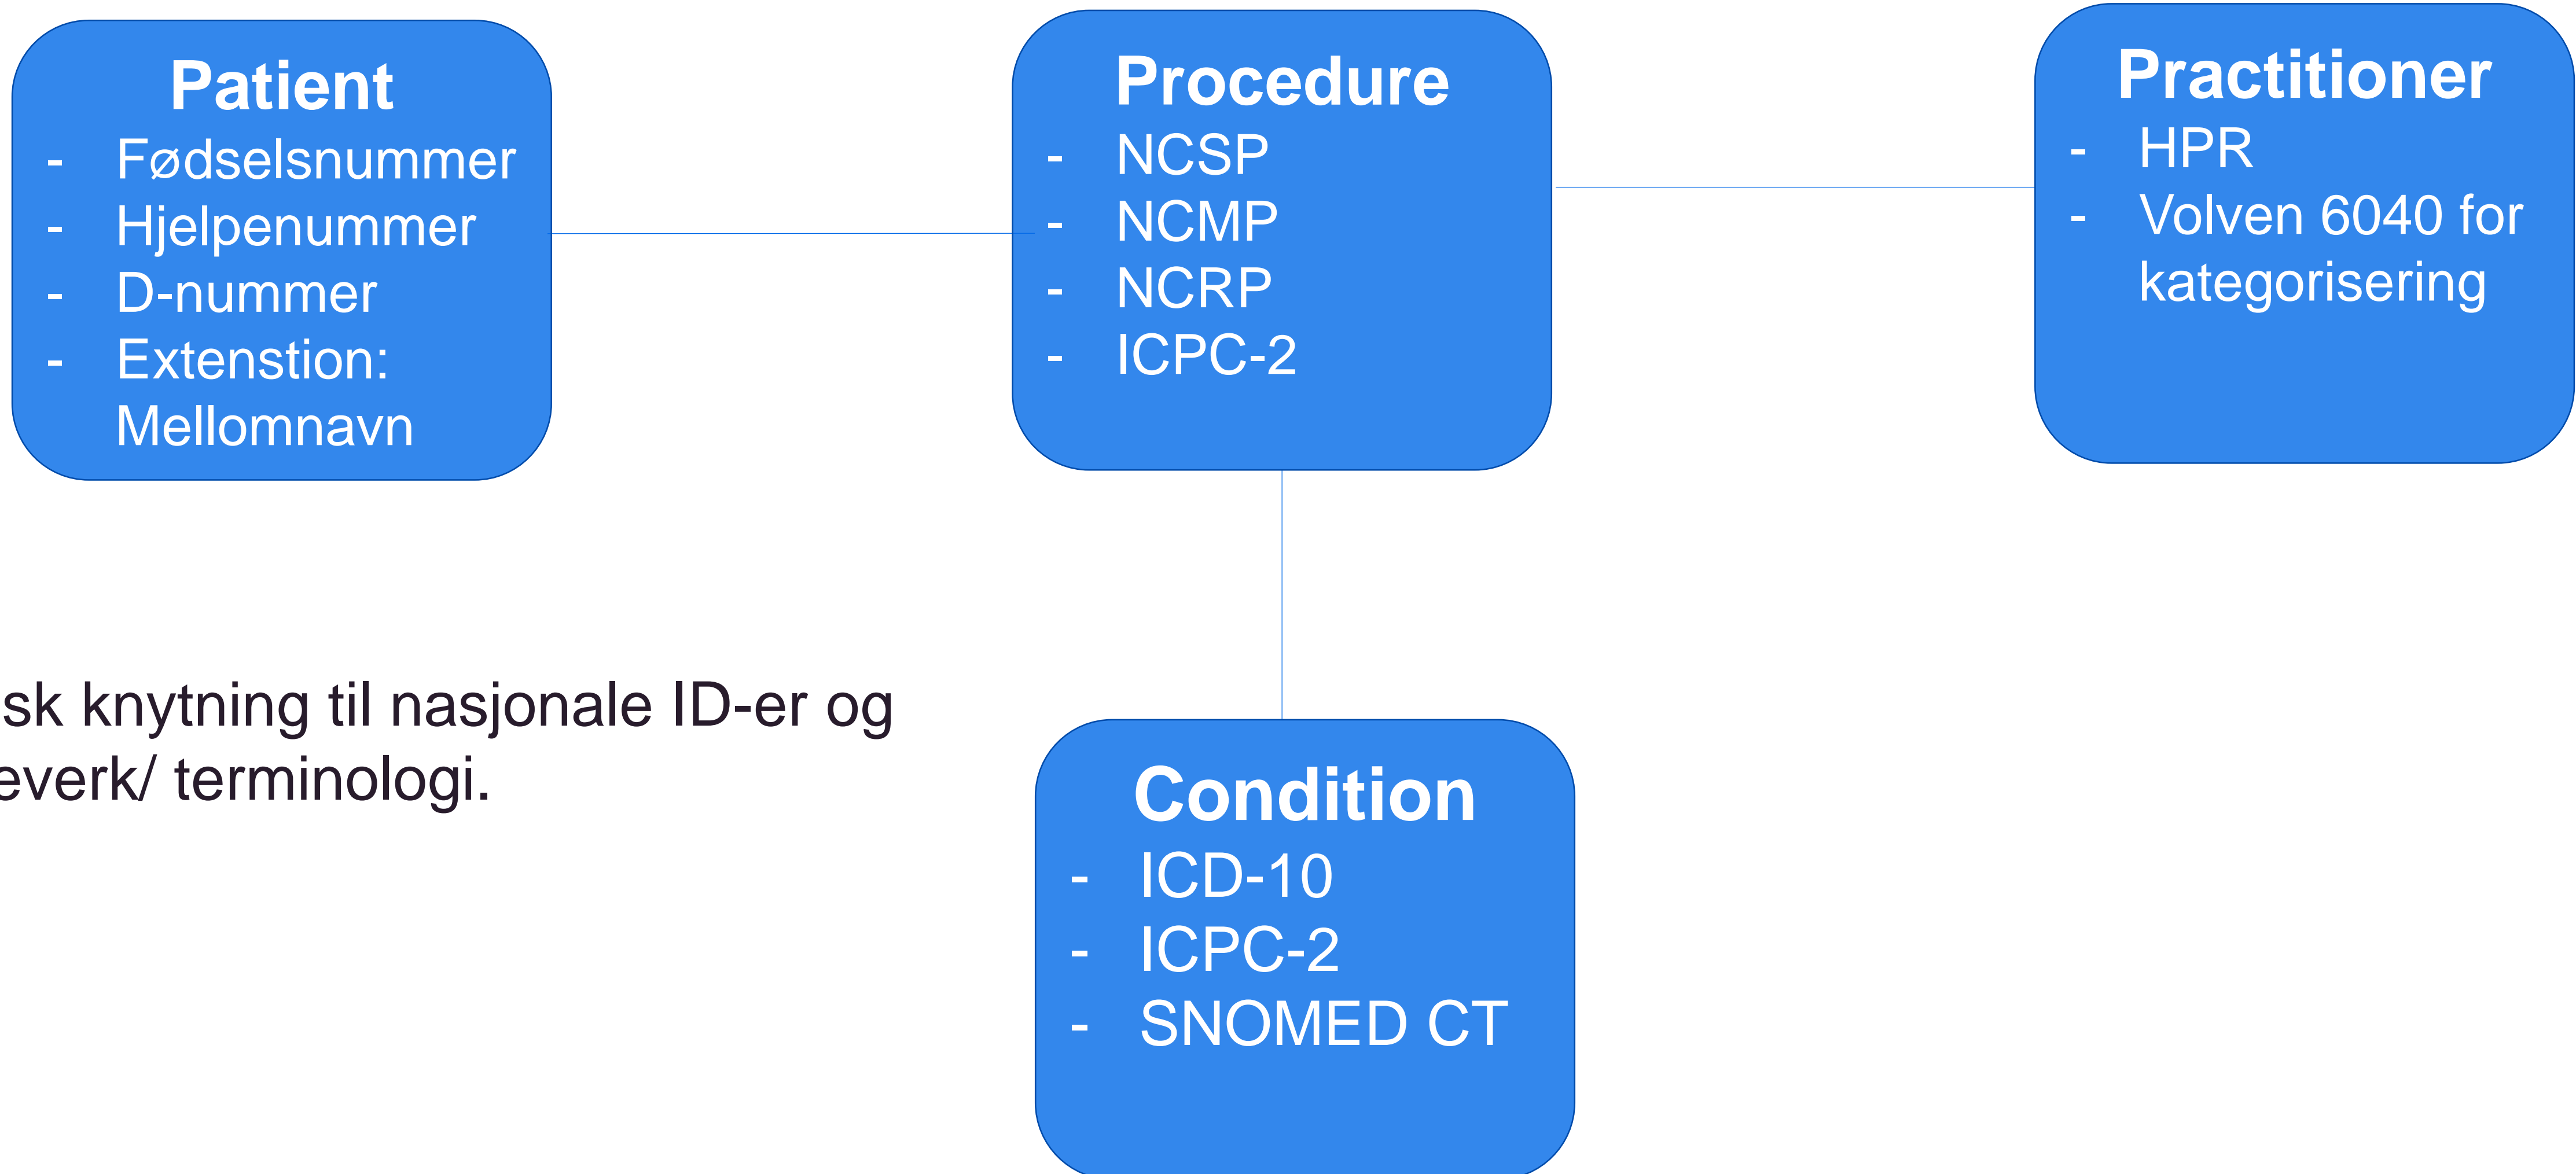 Patient
- Fødselsnummer
- Hjelpenummer
- D-nummer
- Extenstion:
Mellomnavn
Procedure
- NCSP
- NCMP
- NCRP
- ICPC-2
Practitioner
- HPR
- Volven 6040 for
kategorisering
sk knytning til nasjonale ID-er og
everk/ terminologi.
Condition
- ICD-10
- ICPC-2
- SNOMED CT